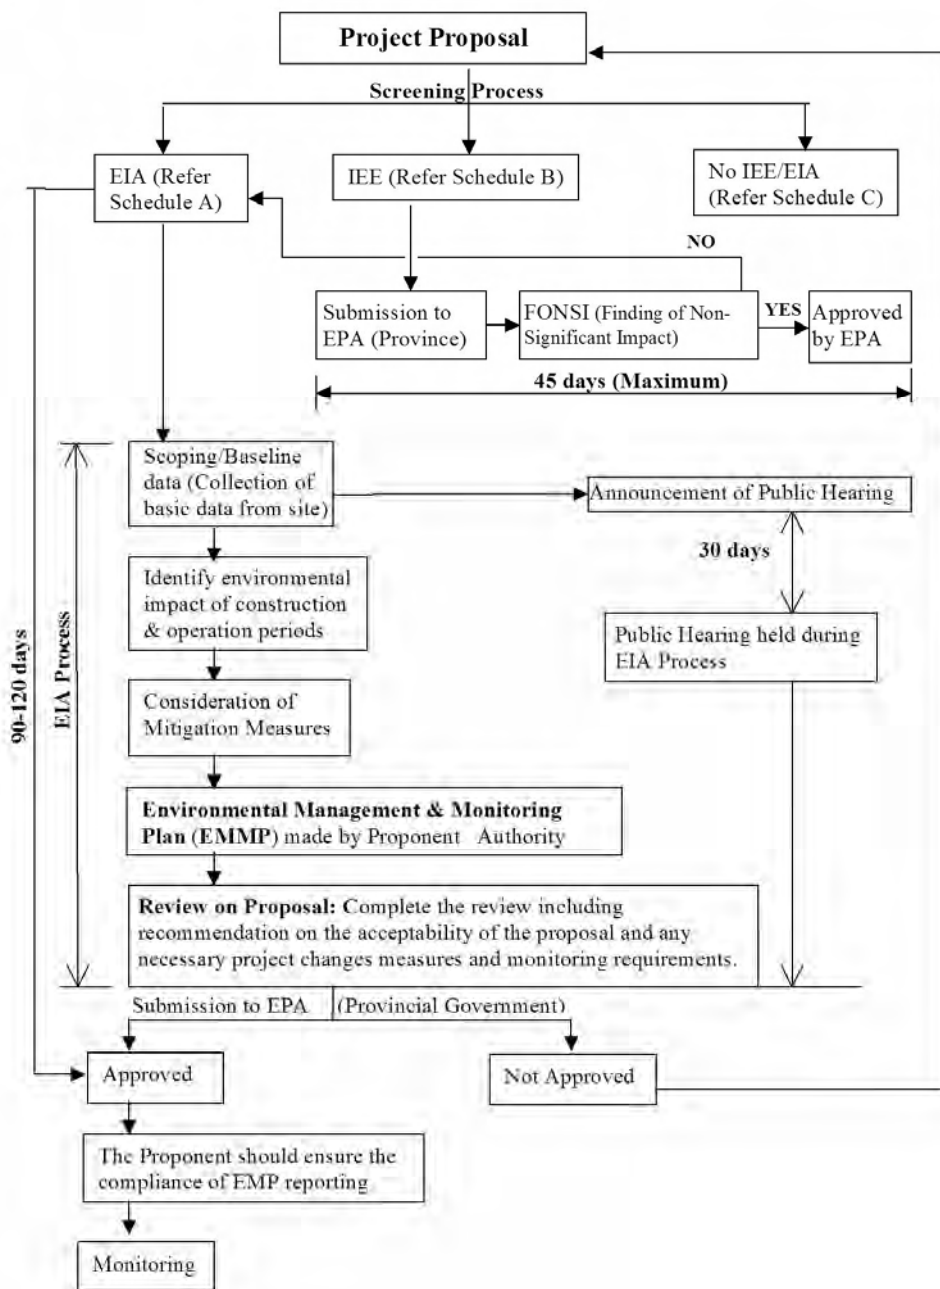 Project Proposal
Screening Process
EIA (Refer
Schedule A)
IEE (Refer Schedule B)
No IEE/EIA
(Refer Schedule C)
NO
Submission to
EPA (Province)
FONSI (Finding of Non-
Significant Impact)
YES
Approved
by EPA
45 days (Maximum)
Scoping/Baseline
data (Collection of
basic data from site)
Announcement of Public Hearing
30 days
Identify environmental
impact of construction
& operation periods
Public Hearing held during
EIA Process
90-120 days
EIA Process
Consideration of
Mitigation Measures
Environmental Management & Monitoring
Plan (EMMP) made by Proponent Authority
Review on Proposal: Complete the review including
recommendation on the acceptability of the proposal and any
necessary project changes measures and monitoring requirements.
Submission to EPA (Provincial Government)
Approved
Not Approved
The Proponent should ensure the
compliance of EMP reporting
Monitoring